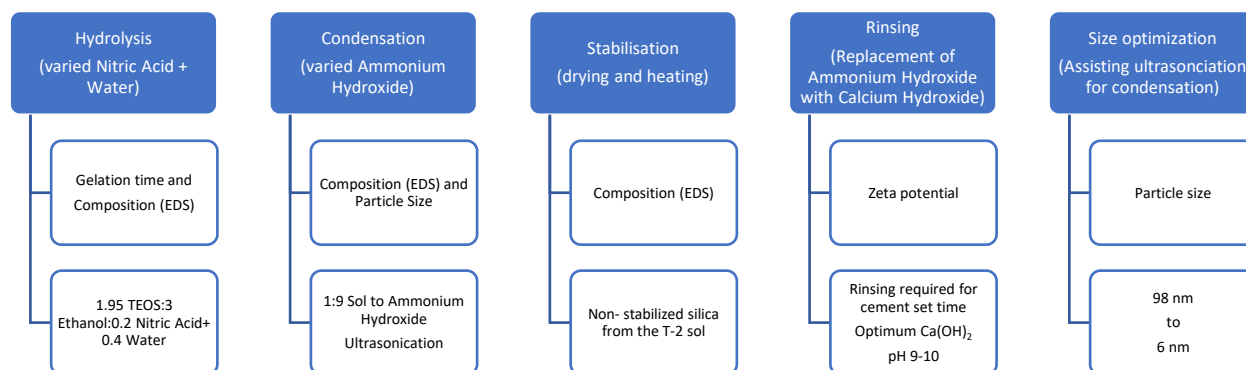 Hydrolysis
(varied Nitric Acid +
Water)
Gelation time and
Composition (EDS)
1.95 TEOS:3
Ethanol:0.2 Nitric Acid+
0.4 Water
Condensation
(varied Ammonium
Hydroxide)
Composition (EDS) and
Particle Size
1:9 Sol to Ammonium
Hydroxide
Ultrasonication
Stabilisation
(drying and heating)
Composition (EDS)
Non- stabilized silica
from the T-2 sol
Rinsing
(Replacement of
Ammonium Hydroxide
with Calcium Hydroxide)
Zeta potential
Rinsing required for
cement set time
Optimum Ca(OH)₂
pH 9-10
Size optimization
(Assisting ultrasonciation
for condensation)
Particle size
98 nm
to
6 nm